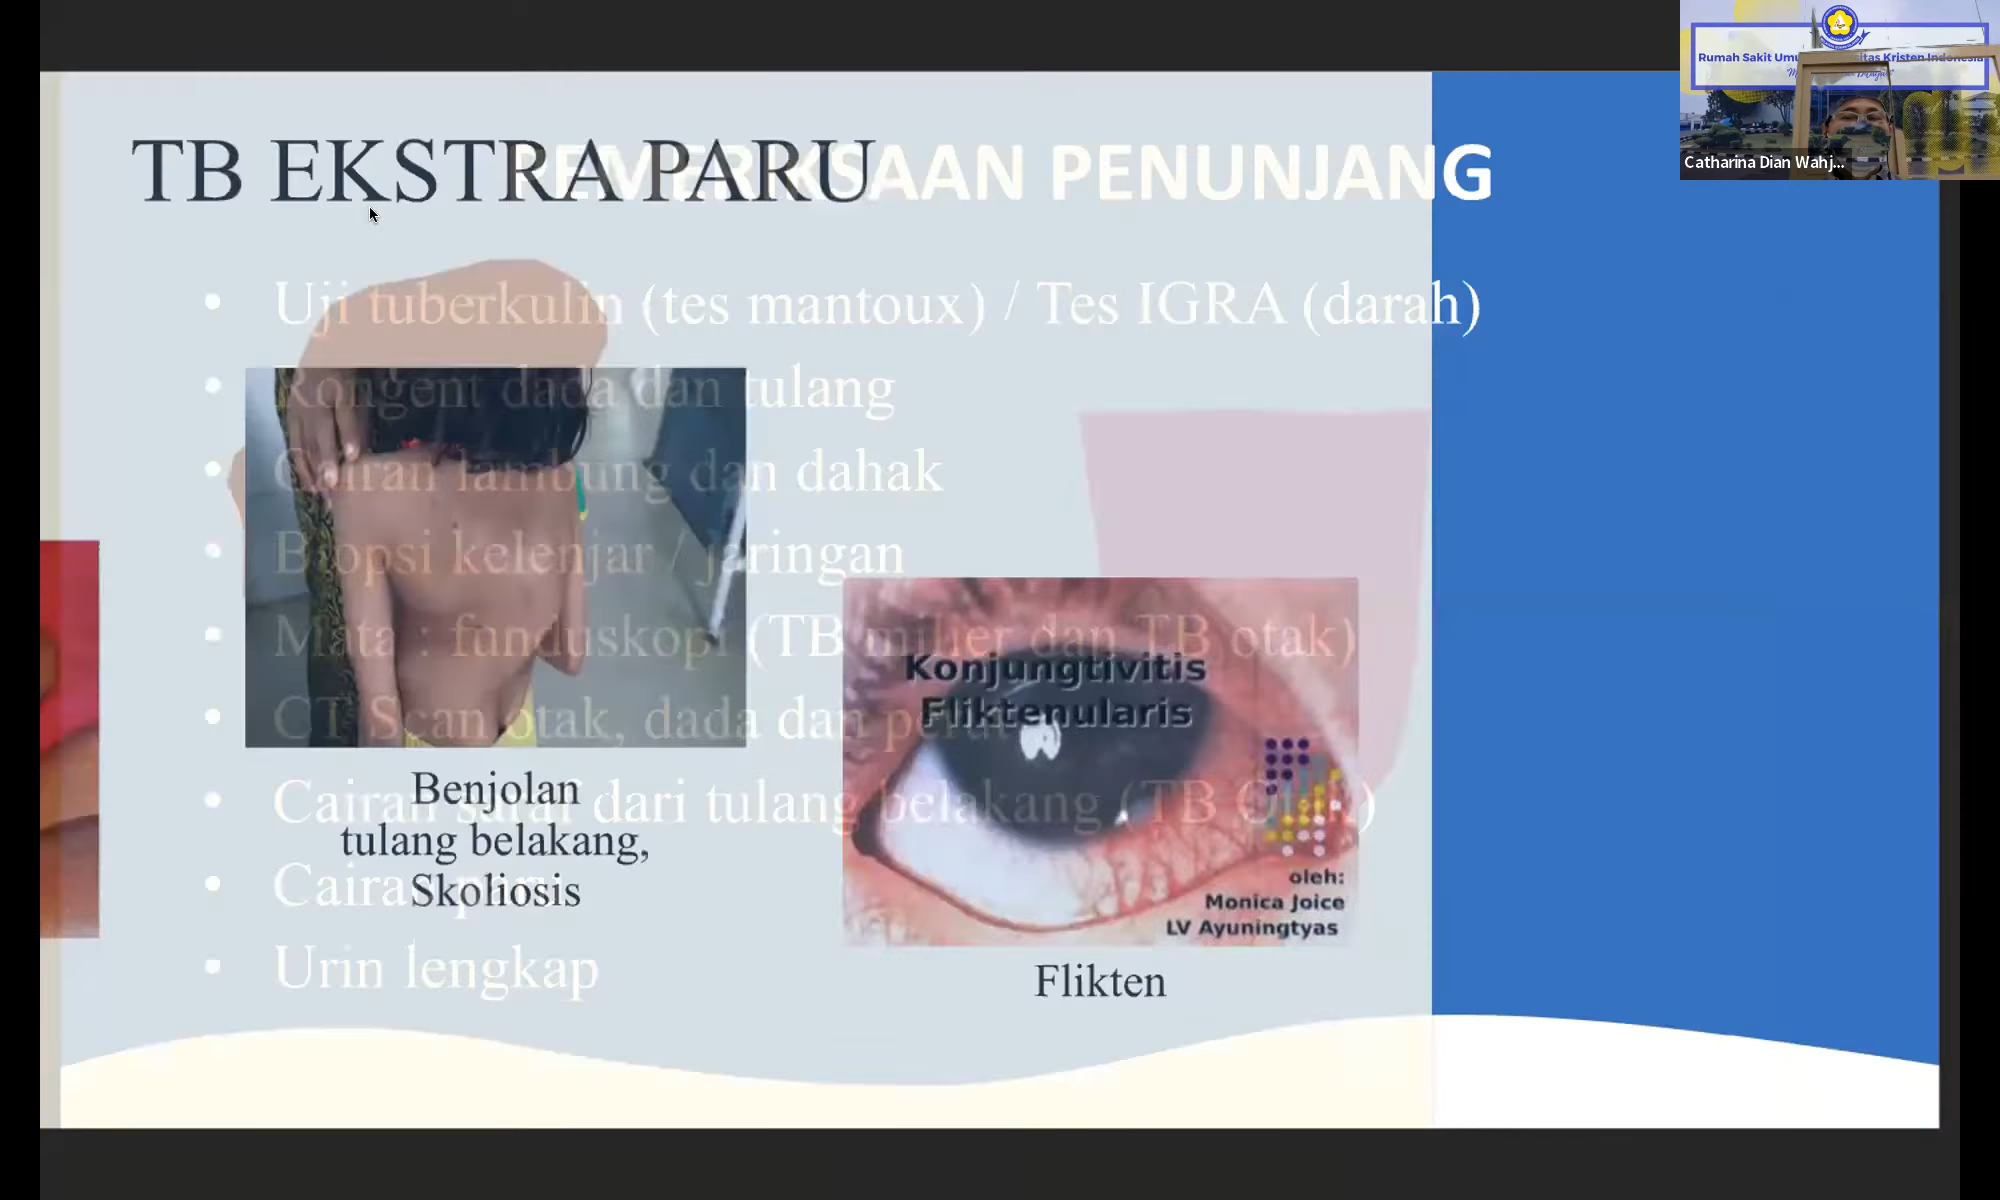 Rumah Sakit Umu itas Kristen Indonesia
Catharina Dian Wahj...
TB EKSTRA PARU
PEMERIKSAAN PENUNJANG
• Uji tuberkulin (tes mantoux) / Tes IGRA (darah)
• Rongent dada dan tulang
• Cairan lambung dan dahak
• Biopsi kelenjar / jaringan
• Mata : funduskopi (TB milier dan TB otak)
• CT Scan otak, dada dan perut
• Cairan saraf dari tulang belakang (TB Otak)
• Cairan paru
• Urin lengkap
Benjolan
tulang belakang,
Skoliosis
Konjungtivitis
Fliktenularis
oleh:
Monica Joice
LV Ayuningtyas
Flikten